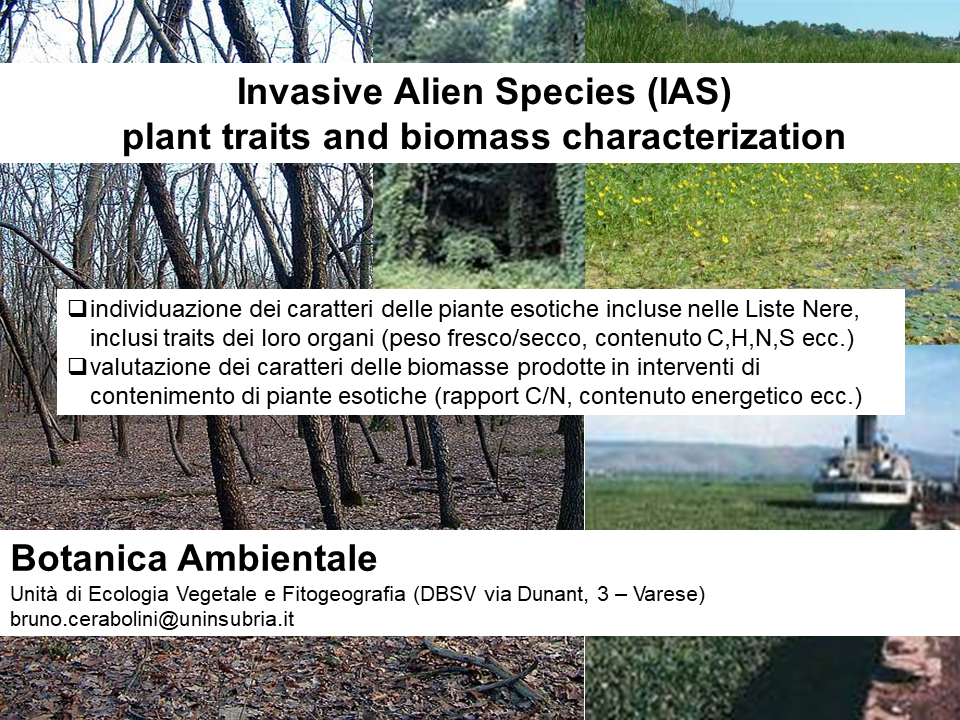 Invasive Alien Species (IAS)
plant traits and biomass characterization
❑individuazione dei caratteri delle piante esotiche incluse nelle Liste Nere,
inclusi traits dei loro organi (peso fresco/secco, contenuto C,H,N,S ecc.)
❑valutazione dei caratteri delle biomasse prodotte in interventi di
contenimento di piante esotiche (rapport C/N, contenuto energetico ecc.)
Botanica Ambientale
Unità di Ecologia Vegetale e Fitogeografia (DBSV via Dunant, 3 – Varese)
bruno.cerabolini@uninsubria.it